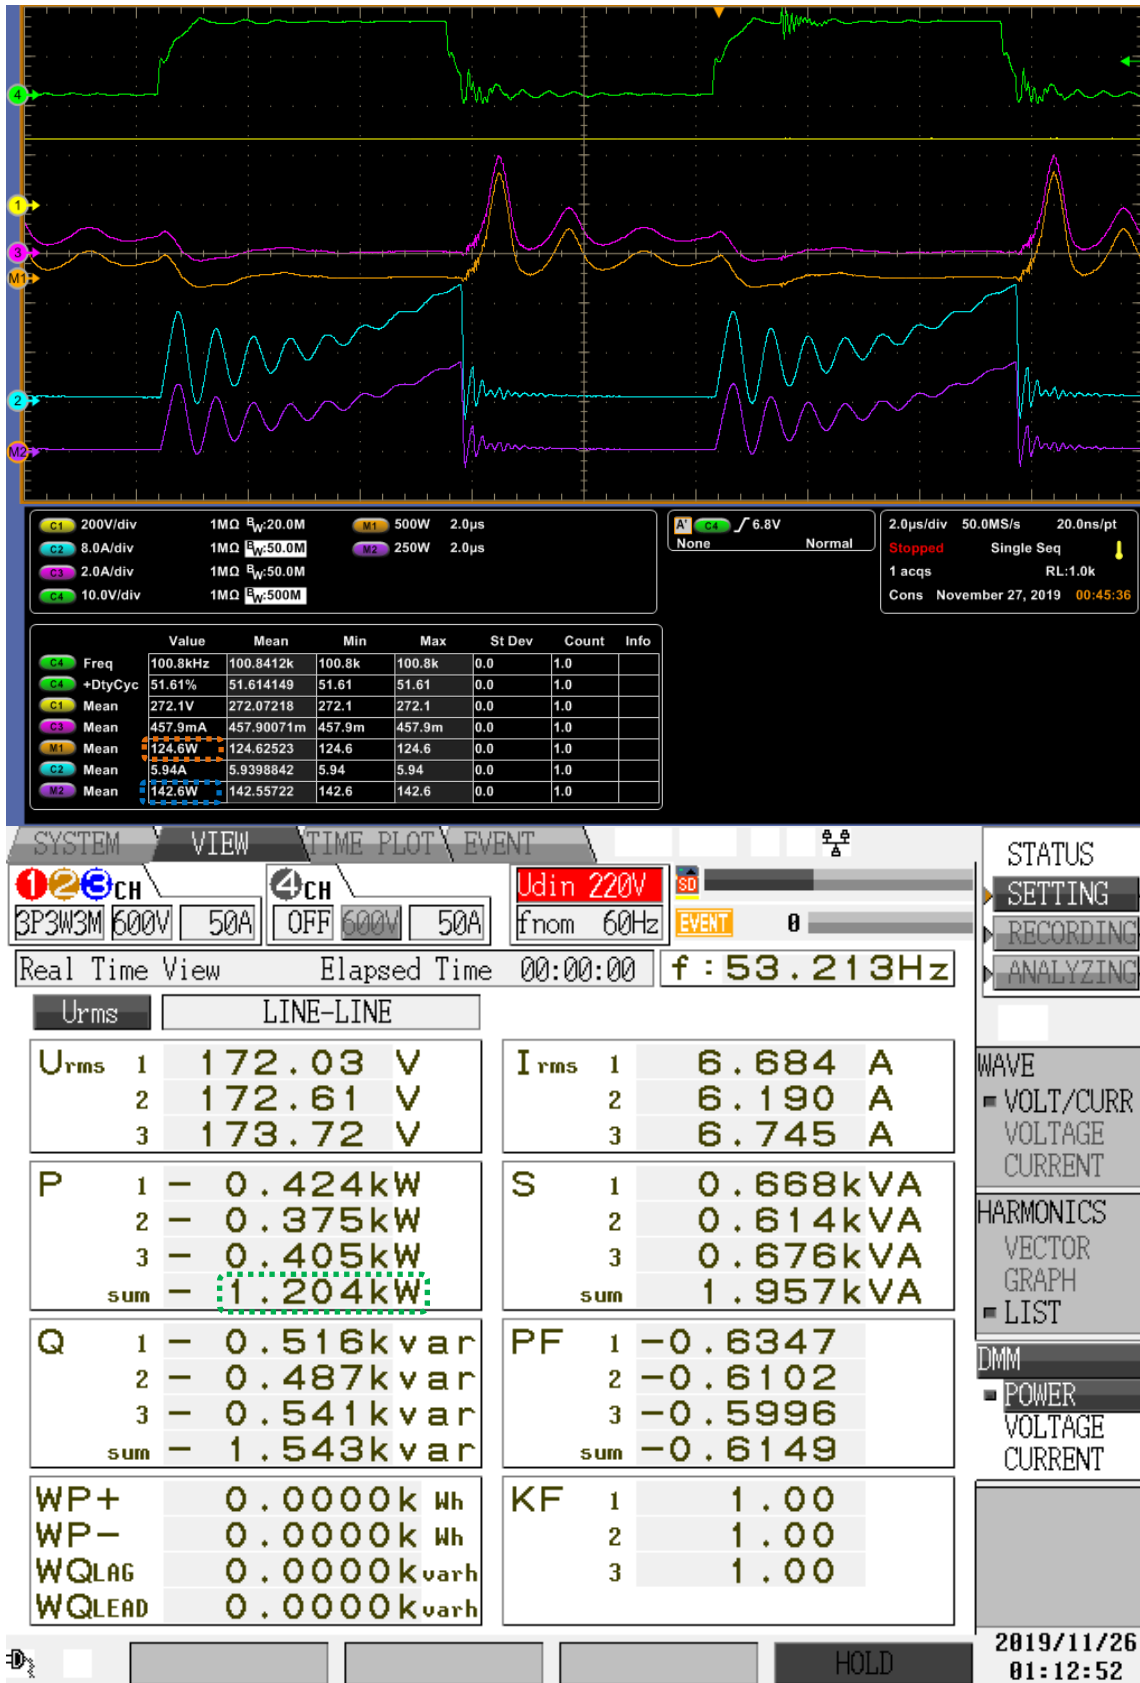 4
1
3
M1
2
M2
C1 200V/div 1MΩ BW:20.0M M1 500W 2.0µs
C2 8.0A/div 1MΩ BW:50.0M M2 250W 2.0µs
C3 2.0A/div 1MΩ BW:50.0M
C4 10.0V/div 1MΩ BW:500M
A' C4 6.8V
None Normal
2.0µs/div 50.0MS/s 20.0ns/pt
Stopped Single Seq
1 acqs RL:1.0k
Cons November 27, 2019 00:45:36
Value Mean Min Max St Dev Count Info
C4 Freq 100.8kHz 100.8412k 100.8k 100.8k 0.0 1.0
C4 +DtyCyc 51.61% 51.614149 51.61 51.61 0.0 1.0
C1 Mean 272.1V 272.07218 272.1 272.1 0.0 1.0
C3 Mean 457.9mA 457.90071m 457.9m 457.9m 0.0 1.0
M1 Mean 124.6W 124.62523 124.6 124.6 0.0 1.0
C2 Mean 5.94A 5.9398842 5.94 5.94 0.0 1.0
M2 Mean 142.6W 142.55722 142.6 142.6 0.0 1.0
SYSTEM VIEW TIME PLOT EVENT
STATUS
123CH 4CH Udin 220V SD
SETTING
3P3W3M 600V 50A OFF 600V 50A fnom 60Hz EVENT 0
RECORDING
Real Time View Elapsed Time 00:00:00 f:53.213Hz
ANALYZING
Urms LINE-LINE
Urms 1 172.03 V
2 172.61 V
3 173.72 V
Irms 1 6.684 A
2 6.190 A
3 6.745 A
P 1 - 0.424kW
2 - 0.375kW
3 - 0.405kW
sum - 1.204kW
S 1 0.668kVA
2 0.614kVA
3 0.676kVA
sum 1.957kVA
Q 1 - 0.516kvar
2 - 0.487kvar
3 - 0.541kvar
sum - 1.543kvar
PF 1 -0.6347
2 -0.6102
3 -0.5996
sum -0.6149
WP+ 0.0000k Wh
WP- 0.0000k Wh
WQLAG 0.0000kvarh
WQLEAD 0.0000kvarh
KF 1 1.00
2 1.00
3 1.00
WAVE
VOLT/CURR
VOLTAGE
CURRENT
HARMONICS
VECTOR
GRAPH
LIST
DMM
POWER
VOLTAGE
CURRENT
HOLD
2019/11/26
01:12:52